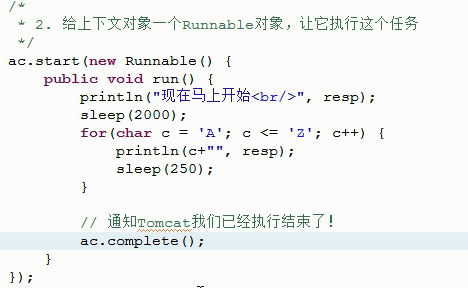 /*
 * 2. 给上下文对象一个Runnable对象，让它执行这个任务
 */
ac.start(new Runnable() {
    public void run() {
        println("现在马上开始<br/>", resp);
        sleep(2000);
        for(char c = 'A'; c <= 'Z'; c++) {
            println(c+"", resp);
            sleep(250);
        }

        // 通知Tomcat我们已经执行结束了！
        ac.complete();
    }
});